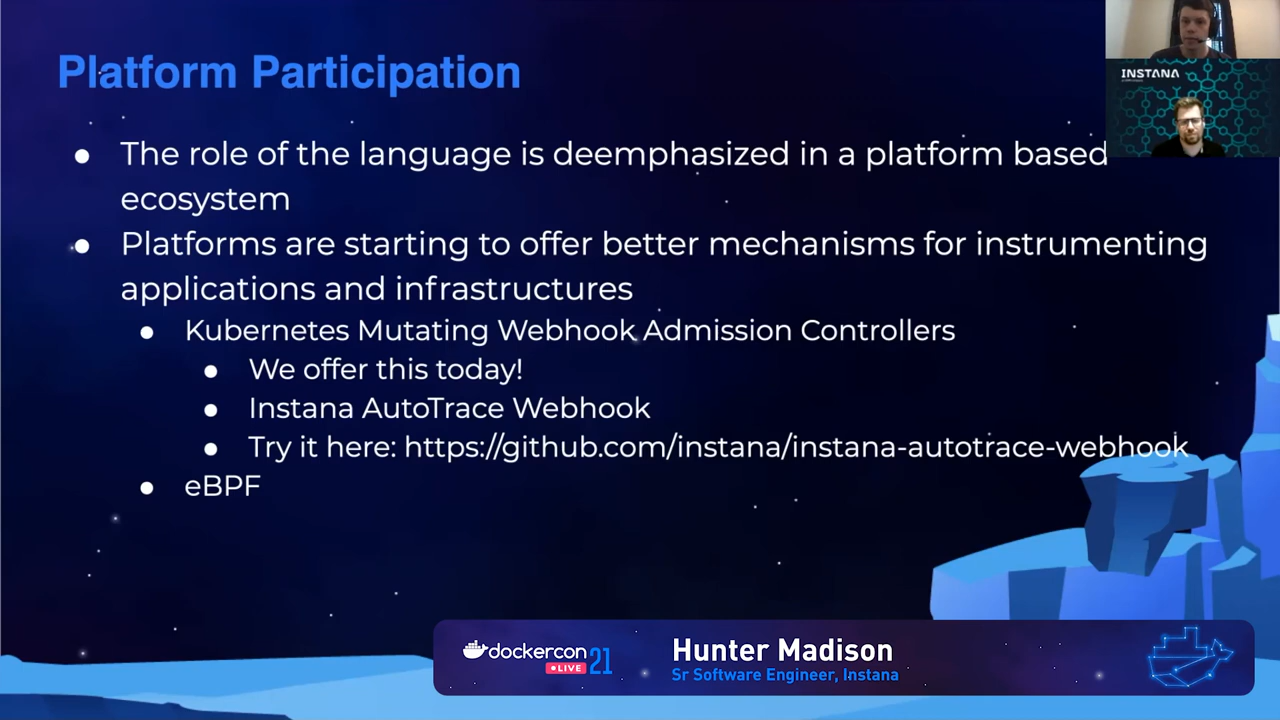 Platform Participation
INSTANA
● The role of the language is deemphasized in a platform based
ecosystem
● Platforms are starting to offer better mechanisms for instrumenting
applications and infrastructures
● Kubernetes Mutating Webhook Admission Controllers
● We offer this today!
● Instana AutoTrace Webhook
● Try it here: https://github.com/instana/instana-autotrace-webhook
● eBPF
dockercon
LIVE
21
Hunter Madison
Sr Software Engineer, Instana